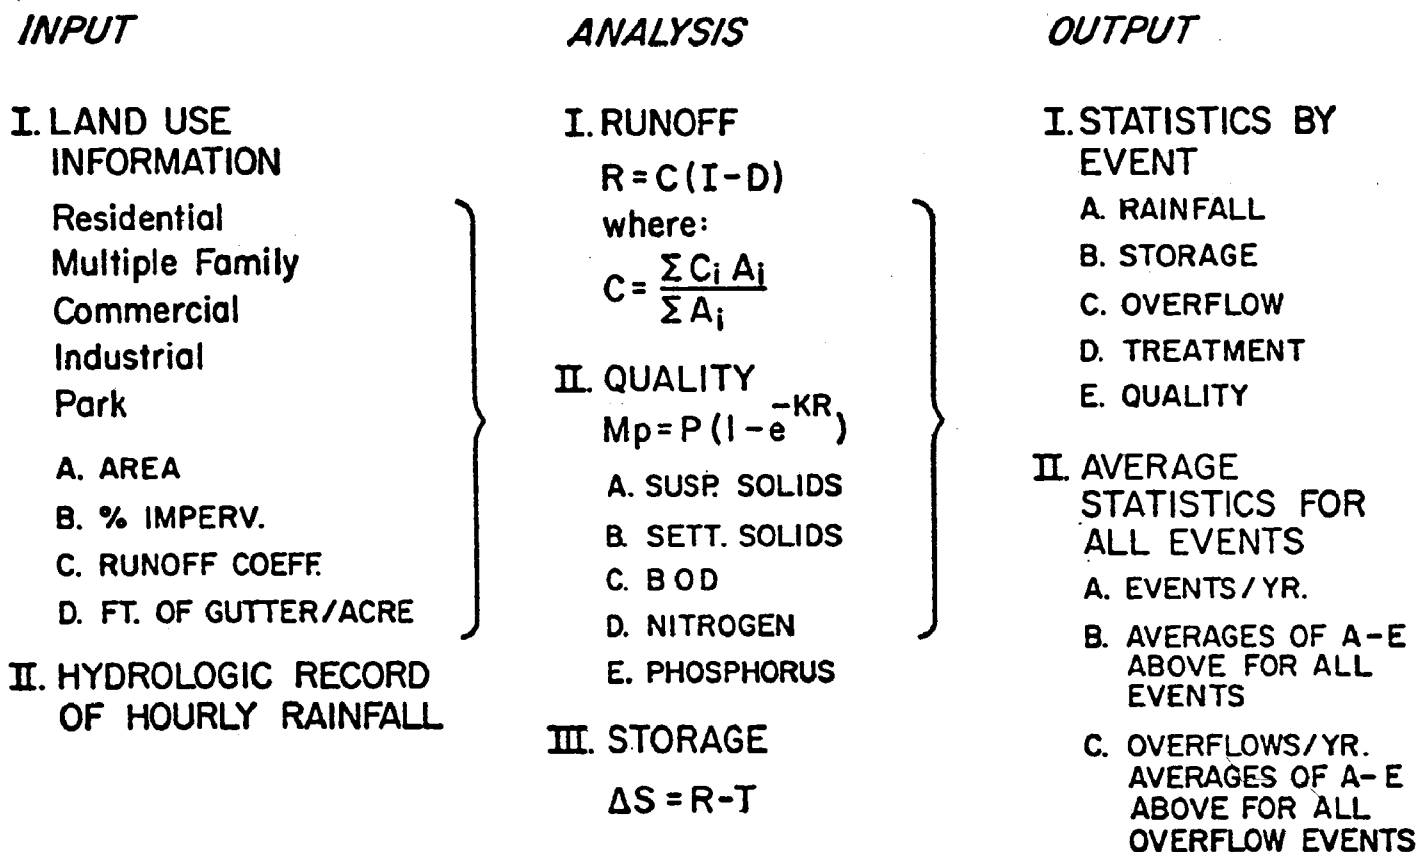 INPUT
I. LAND USE
INFORMATION
Residential
Multiple Family
Commercial
Industrial
Park
A. AREA
B. % IMPERV.
C. RUNOFF COEFF.
D. FT. OF GUTTER/ACRE
II. HYDROLOGIC RECORD
OF HOURLY RAINFALL
ANALYSIS
I. RUNOFF
R = C (I - D)
where:
C = Σ Ci Ai / Σ Ai
II. QUALITY
Mp = P (1 - e^-KR)
A. SUSP. SOLIDS
B. SETT. SOLIDS
C. BOD
D. NITROGEN
E. PHOSPHORUS
III. STORAGE
ΔS = R-T
OUTPUT
I. STATISTICS BY
EVENT
A. RAINFALL
B. STORAGE
C. OVERFLOW
D. TREATMENT
E. QUALITY
II. AVERAGE
STATISTICS FOR
ALL EVENTS
A. EVENTS/YR.
B. AVERAGES OF A-E
ABOVE FOR ALL
EVENTS
C. OVERFLOWS/YR.
AVERAGES OF A-E
ABOVE FOR ALL
OVERFLOW EVENTS